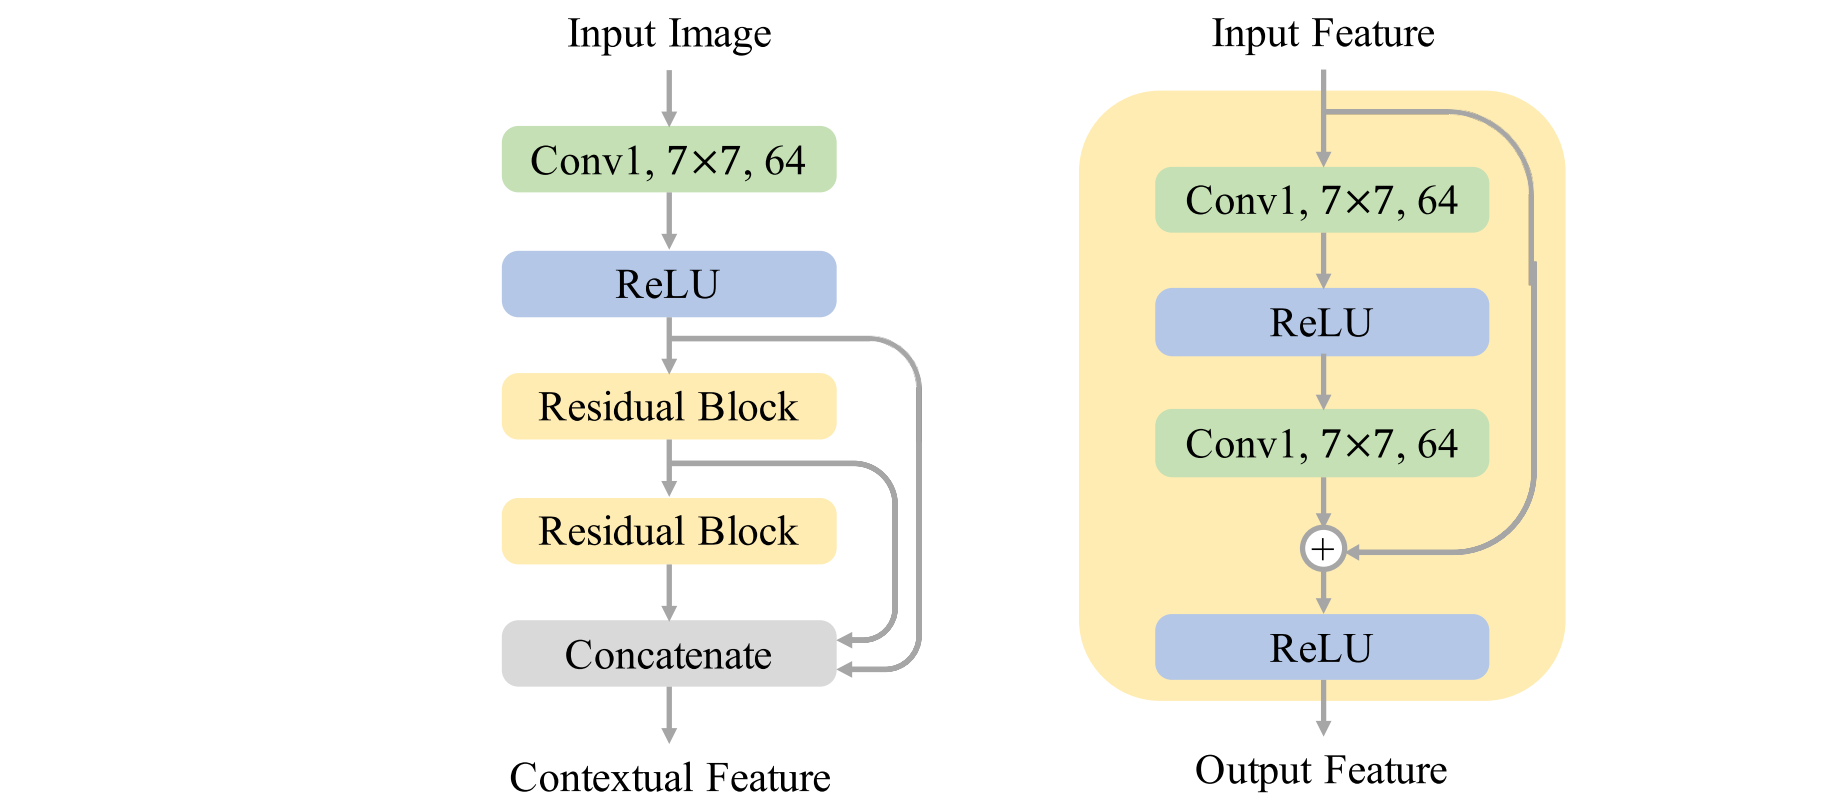 Input Image
Conv1, 7×7, 64
ReLU
Residual Block
Residual Block
Concatenate
Contextual Feature
Input Feature
Conv1, 7×7, 64
ReLU
Conv1, 7×7, 64
+
ReLU
Output Feature